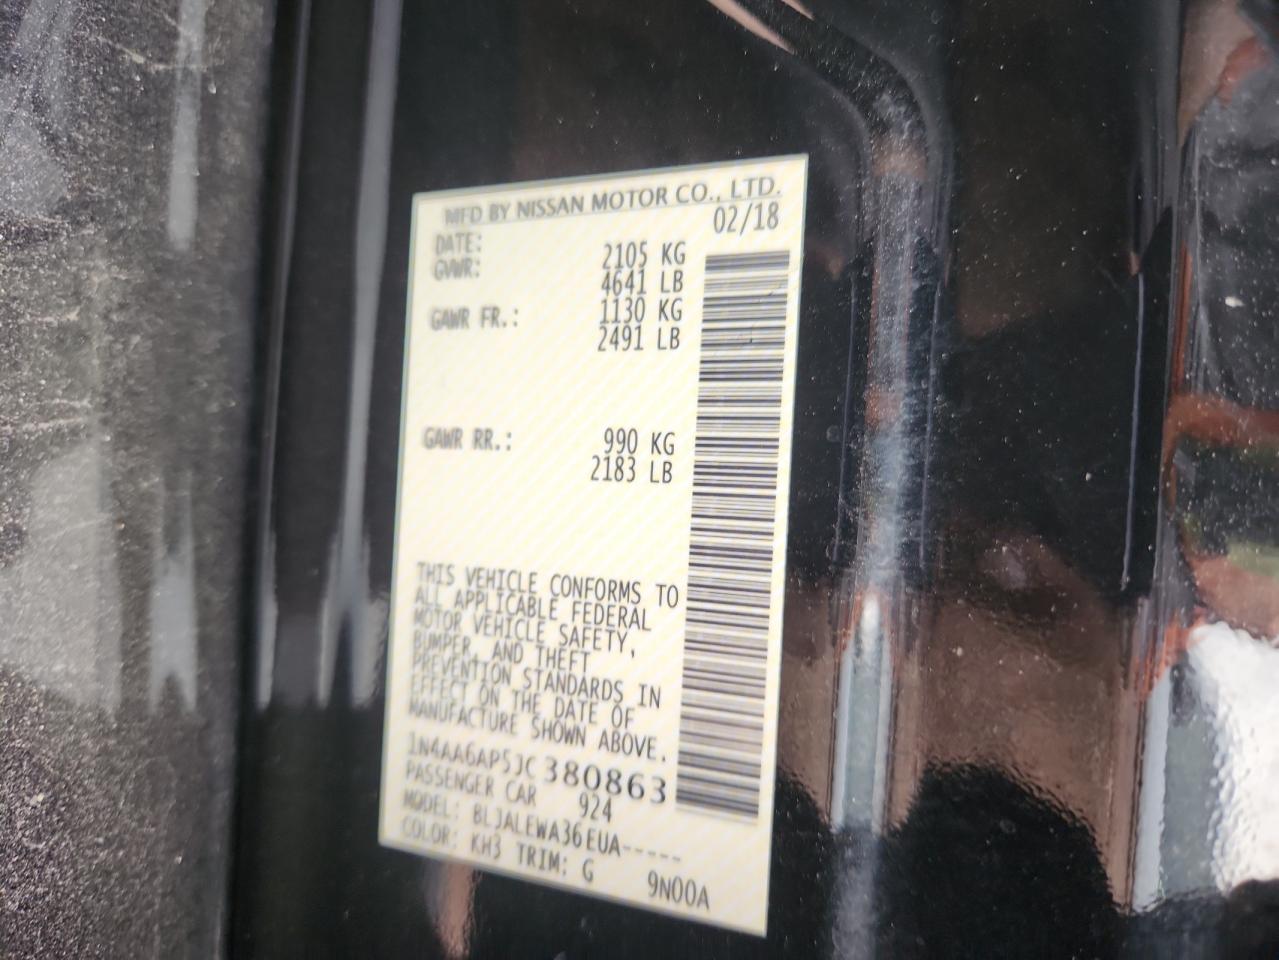 MFD BY NISSAN MOTOR CO., LTD.
DATE: 02/18
GVWR: 2105 KG
4641 LB
GAWR FR.: 1130 KG
2491 LB
GAWR RR.: 990 KG
2183 LB
THIS VEHICLE CONFORMS TO
ALL APPLICABLE FEDERAL
MOTOR VEHICLE SAFETY,
BUMPER, AND THEFT
PREVENTION STANDARDS IN
EFFECT ON THE DATE OF
MANUFACTURE SHOWN ABOVE.
1N4AA6AP5JC380863
PASSENGER CAR 924
MODEL: BLJALEWA36EUA-----
COLOR: KH3 TRIM: G 9N00A